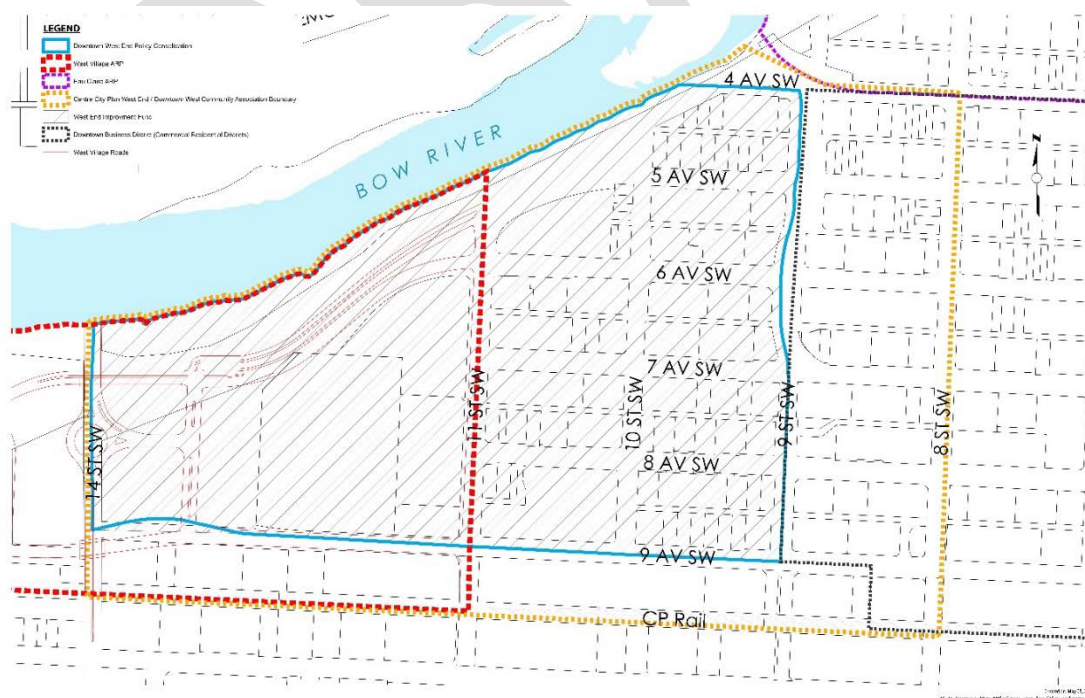 LEGEND
Downtown West End Policy Consolidation
West Village ARP
Eau Claire ARP
Centre City Plan West End / Downtown West Community Association Boundary
West End Improvement Fund
Downtown Business District (Commercial Residential Districts)
West Village Roads
BOW RIVER
4 AV SW
5 AV SW
N
6 AV SW
7 AV SW
14 ST SW
11 ST SW
10 ST SW
9 ST SW
8 ST SW
8 AV SW
9 AV SW
CP Rail